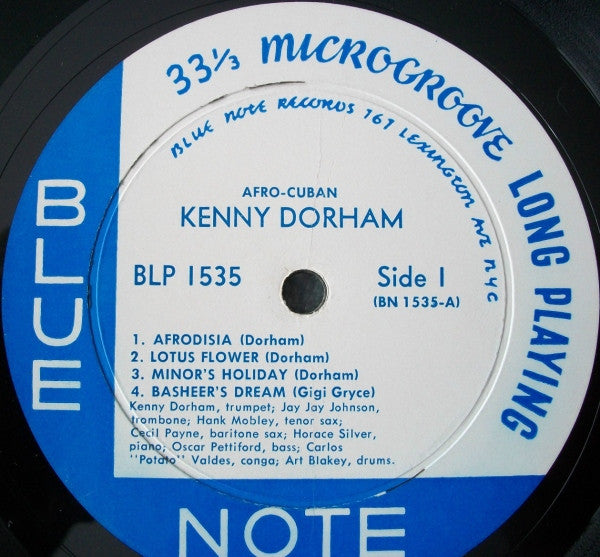 33⅓ MICROGROOVE LONG PLAYING
BLUE NOTE RECORDS 767 LEXINGTON AVE NYC
AFRO-CUBAN
KENNY DORHAM
BLP 1535
Side 1
(BN 1535-A)
1. AFRODISIA (Dorham)
2. LOTUS FLOWER (Dorham)
3. MINOR'S HOLIDAY (Dorham)
4. BASHEER'S DREAM (Gigi Gryce)
Kenny Dorham, trumpet; Jay Jay Johnson,
trombone; Hank Mobley, tenor sax;
Cecil Payne, baritone sax; Horace Silver,
piano; Oscar Pettiford, bass; Carlos
"Potato" Valdes, conga; Art Blakey, drums.
BLUE
NOTE